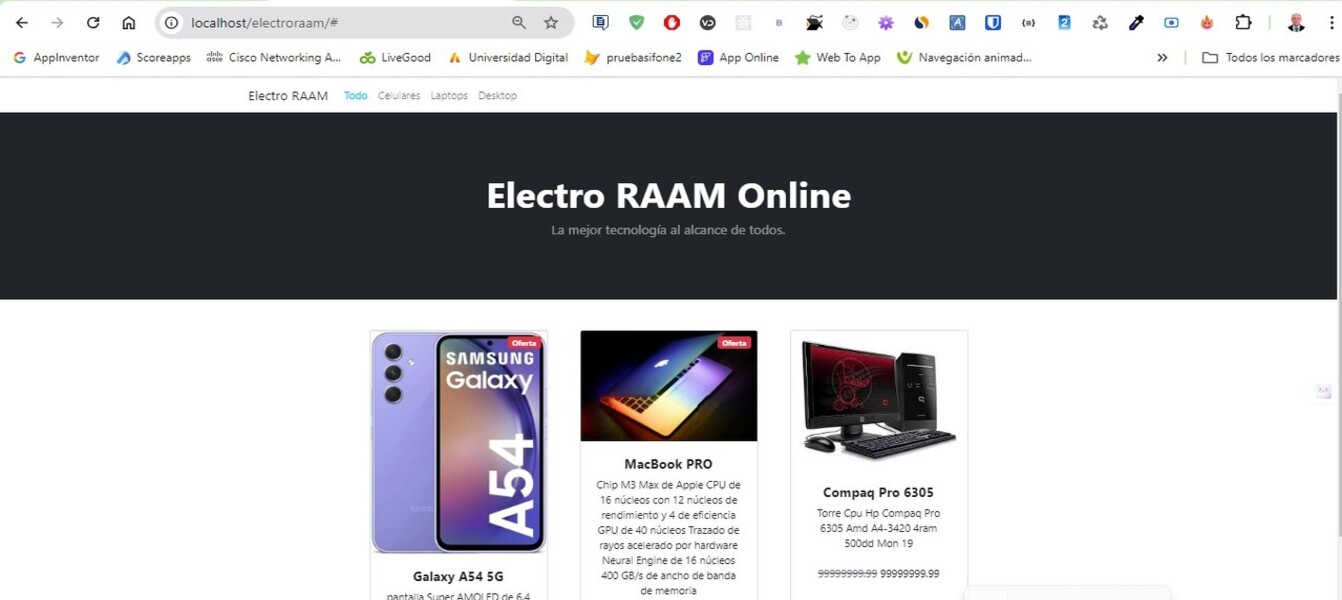 localhost/electroraam/#
AppInventor Scoreapps Cisco Networking A... LiveGood Universidad Digital pruebasifone2 App Online Web To App Navegación animad... » Todos los marcadores
Electro RAAM Todo Celulares Laptops Desktop
Electro RAAM Online
La mejor tecnología al alcance de todos.
Oferta
SAMSUNG
Galaxy
A54
Galaxy A54 5G
pantalla Super AMOLED de 6,4
Oferta
MacBook PRO
Chip M3 Max de Apple CPU de
16 núcleos con 12 núcleos de
rendimiento y 4 de eficiencia
GPU de 40 núcleos Trazado de
rayos acelerado por hardware
Neural Engine de 16 núcleos
400 GB/s de ancho de banda
de memoria
Compaq Pro 6305
Torre Cpu Hp Compaq Pro
6305 Amd A4-3420 4ram
500dd Mon 19
99999999.99 99999999.99